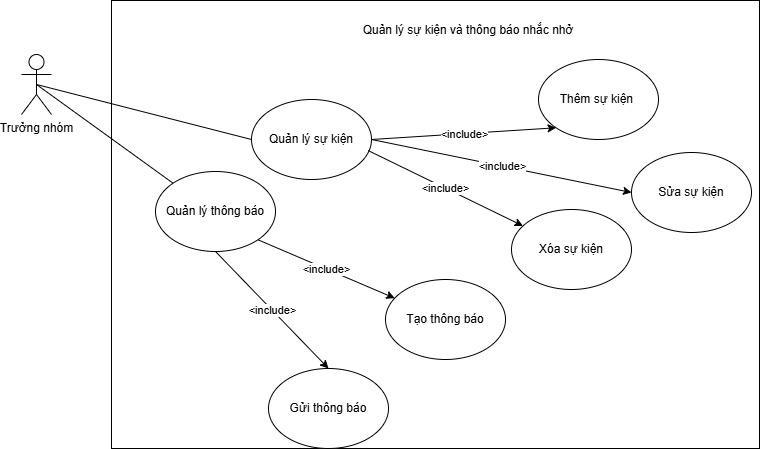 Quản lý sự kiện và thông báo nhắc nhở
Trưởng nhóm
Quản lý sự kiện
<include>
Thêm sự kiện
<include>
Sửa sự kiện
<include>
Xóa sự kiện
Quản lý thông báo
<include>
Tạo thông báo
<include>
Gửi thông báo